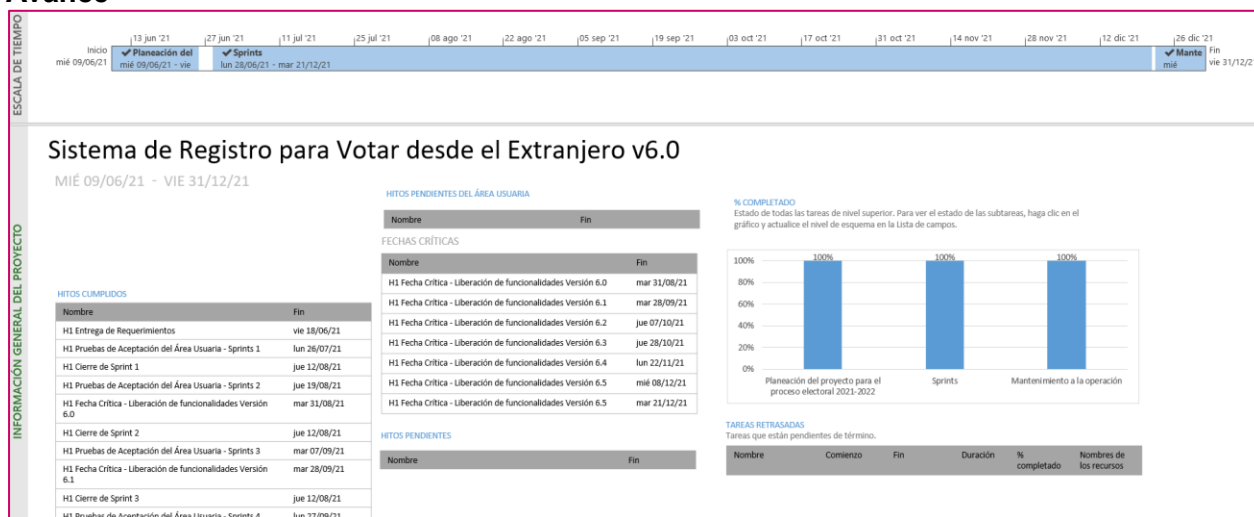 Avance
ESCALA DE TIEMPO
13 jun '21 27 jun '21 11 jul '21 25 jul '21 08 ago '21 22 ago '21 05 sep '21 19 sep '21 03 oct '21 17 oct '21 31 oct '21 14 nov '21 28 nov '21 12 dic '21 26 dic '21
Inicio
mié 09/06/21
✔ Planeación del
mié 09/06/21 - vie
✔ Sprints
lun 28/06/21 - mar 21/12/21
✔ Mante
mié
Fin
vie 31/12/2
INFORMACIÓN GENERAL DEL PROYECTO
Sistema de Registro para Votar desde el Extranjero v6.0
MIÉ 09/06/21 - VIE 31/12/21
HITOS CUMPLIDOS
Nombre Fin
H1 Entrega de Requerimientos vie 18/06/21
H1 Pruebas de Aceptación del Área Usuaria - Sprints 1 lun 26/07/21
H1 Cierre de Sprint 1 jue 12/08/21
H1 Pruebas de Aceptación del Área Usuaria - Sprints 2 jue 19/08/21
H1 Fecha Crítica - Liberación de funcionalidades Versión mar 31/08/21
6.0
H1 Cierre de Sprint 2 jue 12/08/21
H1 Pruebas de Aceptación del Área Usuaria - Sprints 3 mar 07/09/21
H1 Fecha Crítica - Liberación de funcionalidades Versión mar 28/09/21
6.1
H1 Cierre de Sprint 3 jue 12/08/21
H1 Pruebas de Aceptación del Área Usuaria - Sprints 4 lun 27/09/21
HITOS PENDIENTES DEL ÁREA USUARIA
Nombre Fin
FECHAS CRÍTICAS
Nombre Fin
H1 Fecha Crítica - Liberación de funcionalidades Versión 6.0 mar 31/08/21
H1 Fecha Crítica - Liberación de funcionalidades Versión 6.1 mar 28/09/21
H1 Fecha Crítica - Liberación de funcionalidades Versión 6.2 jue 07/10/21
H1 Fecha Crítica - Liberación de funcionalidades Versión 6.3 jue 28/10/21
H1 Fecha Crítica - Liberación de funcionalidades Versión 6.4 lun 22/11/21
H1 Fecha Crítica - Liberación de funcionalidades Versión 6.5 mié 08/12/21
H1 Fecha Crítica - Liberación de funcionalidades Versión 6.5 mar 21/12/21
HITOS PENDIENTES
Nombre Fin
% COMPLETADO
Estado de todas las tareas de nivel superior. Para ver el estado de las subtareas, haga clic en el
gráfico y actualice el nivel de esquema en la Lista de campos.
100% 100% 100%
100%
80%
60%
40%
20%
0%
Planeación del proyecto para el Sprints Mantenimiento a la operación
proceso electoral 2021-2022
TAREAS RETRASADAS
Tareas que están pendientes de término.
Nombre Comienzo Fin Duración % Nombres de
completado los recursos